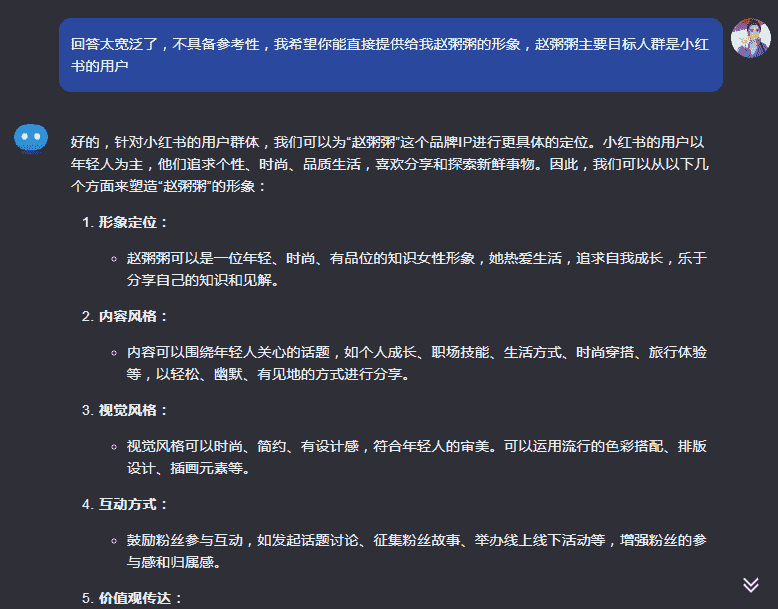 回答太宽泛了，不具备参考性，我希望你能直接提供给我赵粥粥的形象，赵粥粥主要目标人群是小红
书的用户
好的，针对小红书的用户群体，我们可以为“赵粥粥”这个品牌IP进行更具体的定位。小红书的用户以
年轻人为主，他们追求个性、时尚、品质生活，喜欢分享和探索新鲜事物。因此，我们可以从以下几
个方面来塑造“赵粥粥”的形象：
1. 形象定位：
赵粥粥可以是一位年轻、时尚、有品位的知识女性形象，她热爱生活，追求自我成长，乐于
分享自己的知识和见解。
2. 内容风格：
内容可以围绕年轻人关心的话题，如个人成长、职场技能、生活方式、时尚穿搭、旅行体验
等，以轻松、幽默、有见地的方式进行分享。
3. 视觉风格：
视觉风格可以时尚、简约、有设计感，符合年轻人的审美。可以运用流行的色彩搭配、排版
设计、插画元素等。
4. 互动方式：
鼓励粉丝参与互动，如发起话题讨论、征集粉丝故事、举办线上线下活动等，增强粉丝的参
与感和归属感。
5. 价值观传达：